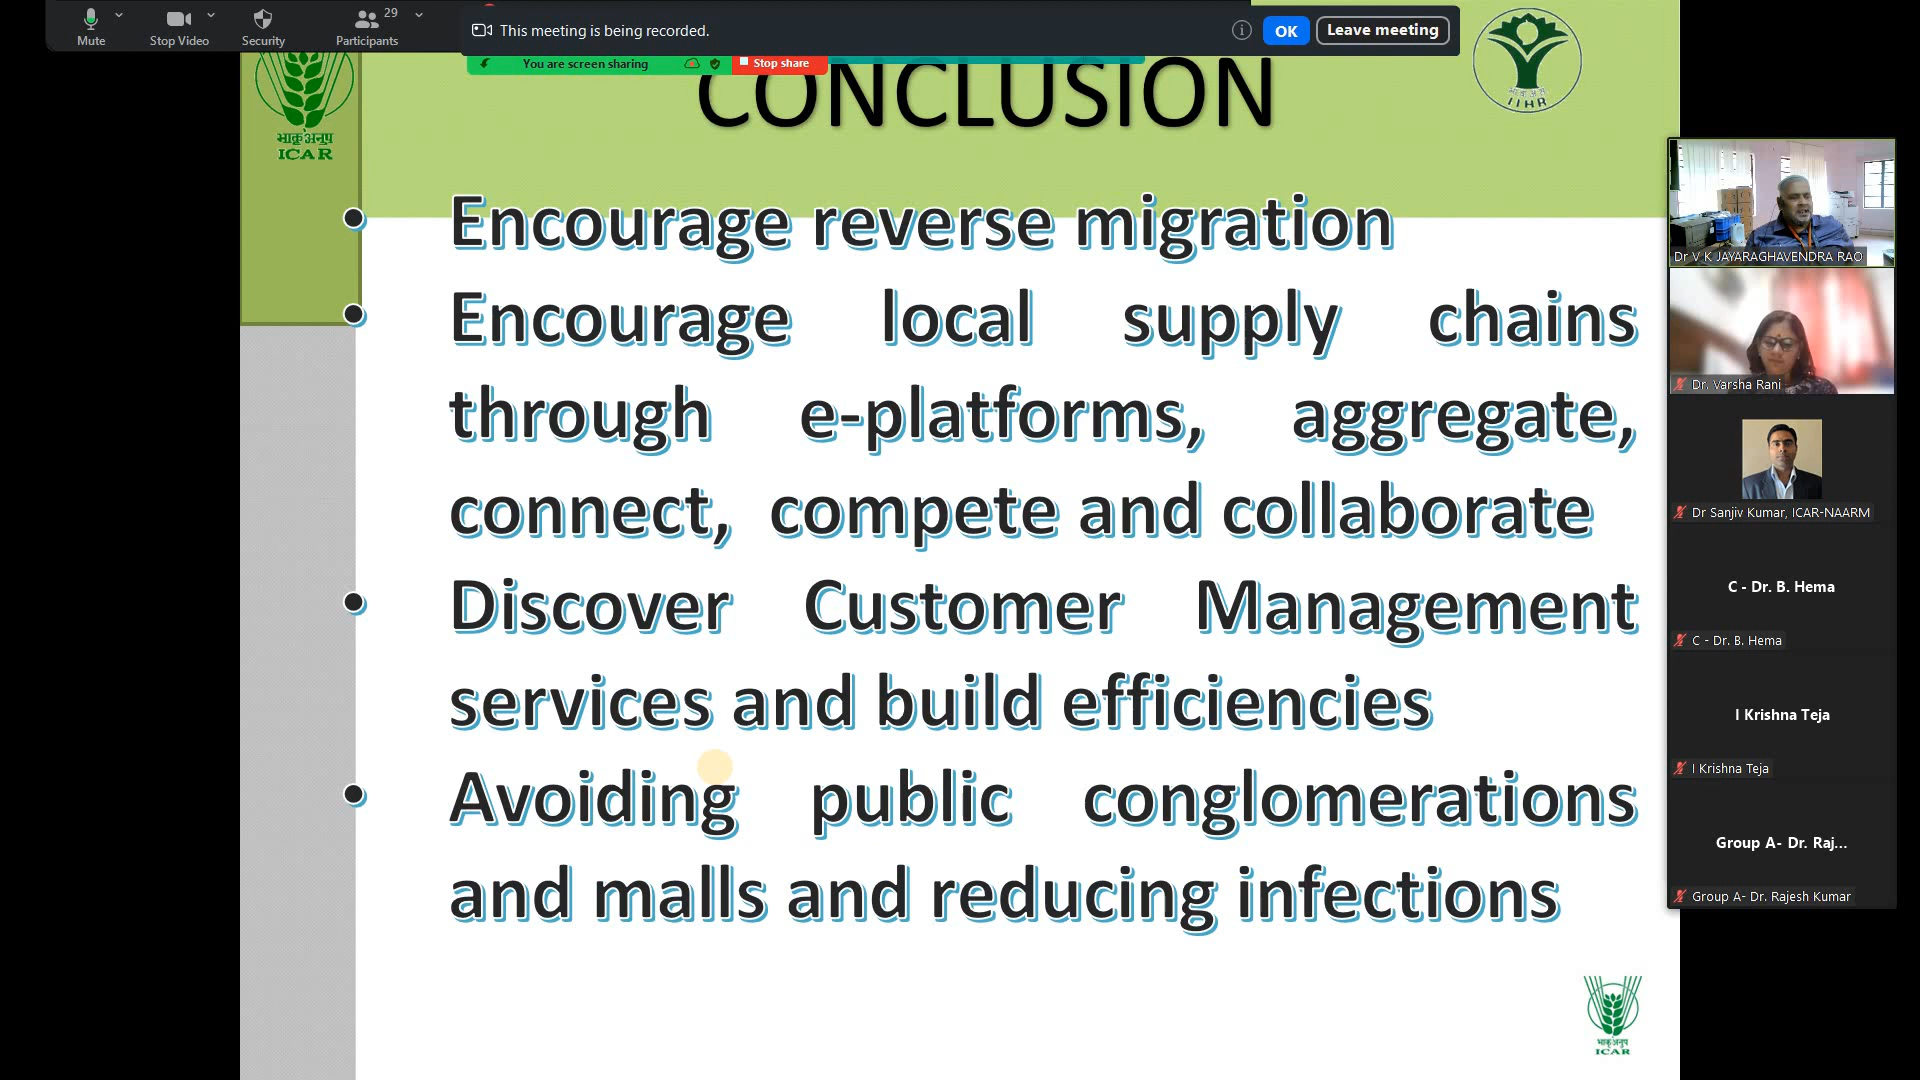 Mute
Stop Video
Security
29
Participants
This meeting is being recorded.
OK
Leave meeting
You are screen sharing
Stop share
CONCLUSION
भाकृअनुप
ICAR
IIHR
• Encourage reverse migration
• Encourage local supply chains
through e-platforms, aggregate,
connect, compete and collaborate
• Discover Customer Management
services and build efficiencies
• Avoiding public conglomerations
and malls and reducing infections
भाकृअनुप
ICAR
Dr V K JAYARAGHAVENDRA RAO
Dr. Varsha Rani
Dr Sanjiv Kumar, ICAR-NAARM
C - Dr. B. Hema
C - Dr. B. Hema
I Krishna Teja
I Krishna Teja
Group A- Dr. Raj...
Group A- Dr. Rajesh Kumar